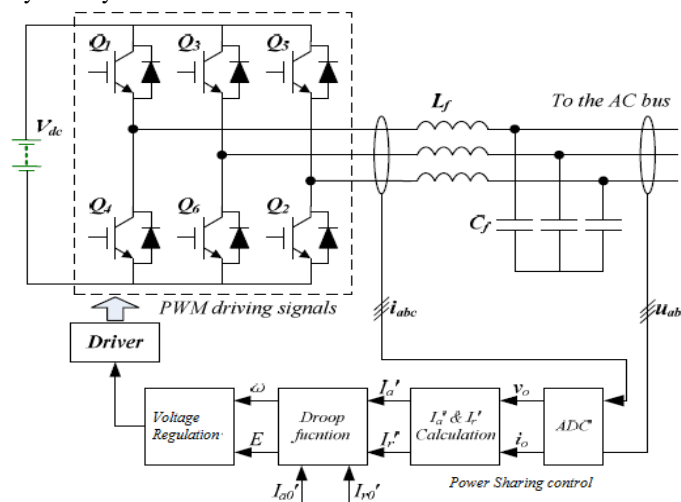 Q1
Q3
Q5
Vdc
Lf
To the AC bus
Q4
Q6
Q2
Cf
PWM driving signals
iabc
uab
Driver
Voltage Regulation
ω
E
Droop fucntion
Ia'
Ir'
Ia' & Ir' Calculation
vo
io
ADC
Power Sharing control
Ia0'
Ir0'